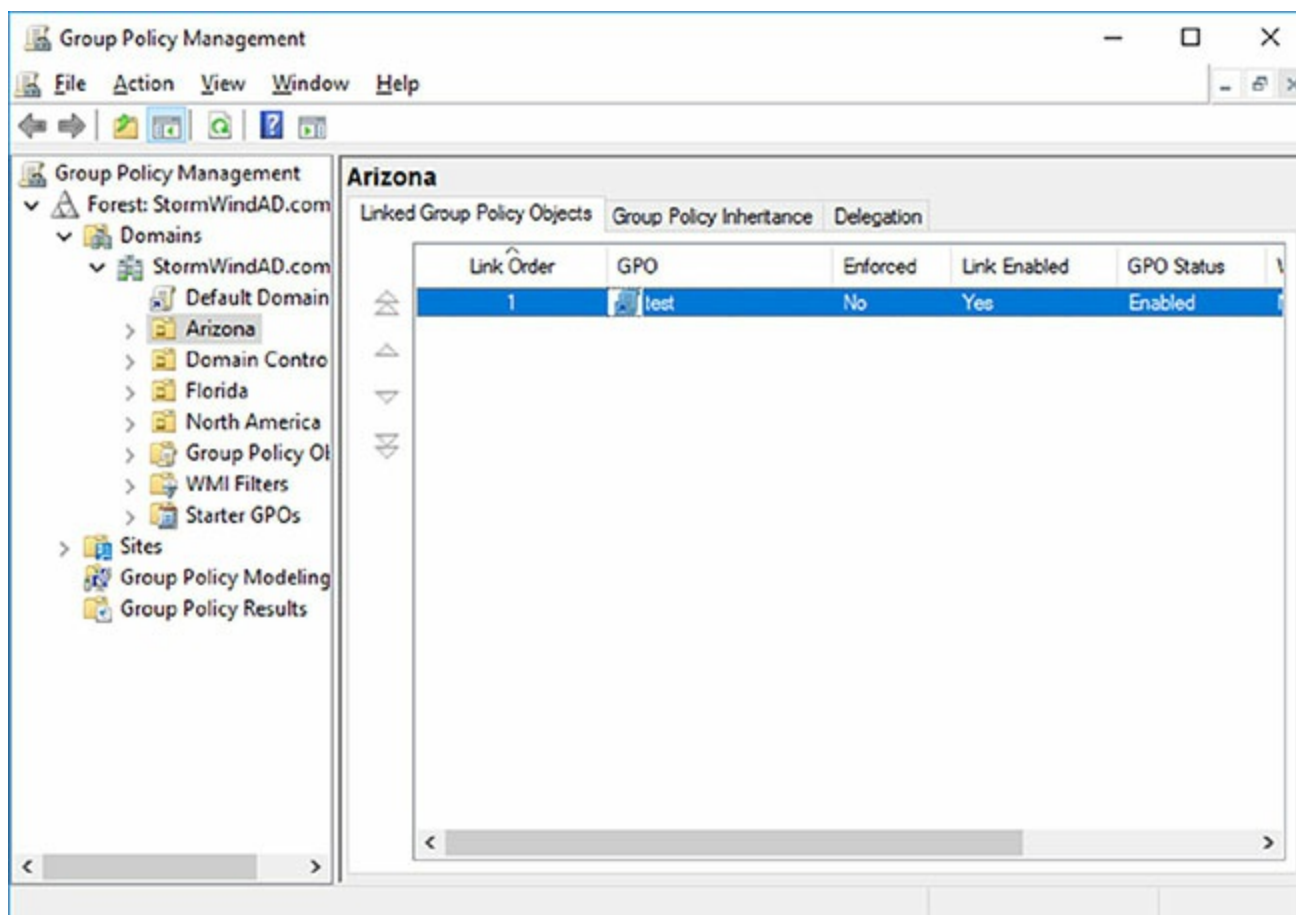 Group Policy Management
File Action View Window Help
Group Policy Management
Forest: StormWindAD.com
Domains
StormWindAD.com
Default Domain
Arizona
Domain Contro
Florida
North America
Group Policy Ol
WMI Filters
Starter GPOs
Sites
Group Policy Modeling
Group Policy Results
Arizona
Linked Group Policy Objects Group Policy Inheritance Delegation
Link Order GPO Enforced Link Enabled GPO Status
1 test No Yes Enabled